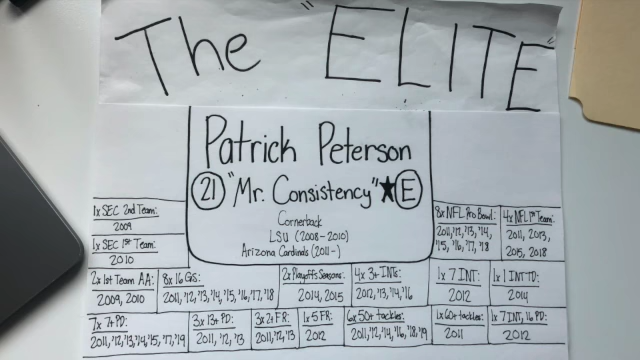 The "ELITE"
Patrick Peterson
21 "Mr. Consistency" ★ E
Cornerback
LSU (2008-2010)
Arizona Cardinals (2011-)
1x SEC 2nd Team:
2009
1x SEC 1st Team:
2010
8x NFL Pro Bowl:
2011,'12,'13,'14,
'15,'16,'17,'18
4x NFL 1st Team:
2011, 2013,
2015, 2018
2x 1st Team AA:
2009, 2010
8x 16 GS:
2011,'12,'13,'14,'15,'16,'17,'18
2x Playoffs Seasons:
2014, 2015
4x 3+ INTs:
2012,'13,'14,'16
1x 7 INT:
2012
1x 1 INT TD:
2014
7x 7+ PD:
2011,'12,'13,'14,'15,'17,'19
3x 13+ PD:
2011,'12,'13
3x 2+ FR:
2011,'12,'13
1x 5 FR:
2012
6x 50+ tackles:
2011,'12,'14,'16,'18,'19
1x 60+ tackles:
2011
1x 7 INT, 16 PD:
2012